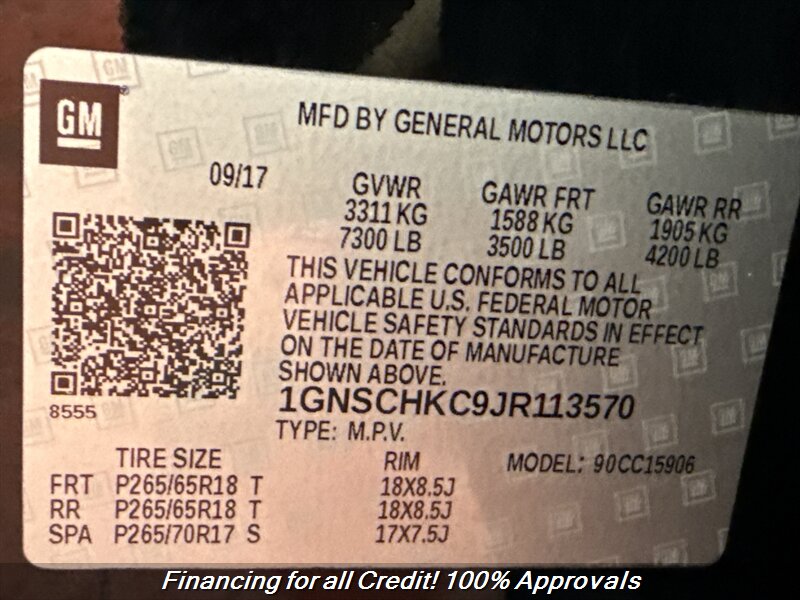 GM
MFD BY GENERAL MOTORS LLC
09/17
GVWR
3311 KG
7300 LB
GAWR FRT
1588 KG
3500 LB
GAWR RR
1905 KG
4200 LB
THIS VEHICLE CONFORMS TO ALL
APPLICABLE U.S. FEDERAL MOTOR
VEHICLE SAFETY STANDARDS IN EFFECT
ON THE DATE OF MANUFACTURE
SHOWN ABOVE.
8555
1GNSCHKC9JR113570
TYPE: M.P.V.
TIRE SIZE RIM MODEL: 90CC15906
FRT P265/65R18 T 18X8.5J
RR P265/65R18 T 18X8.5J
SPA P265/70R17 S 17X7.5J
Financing for all Credit! 100% Approvals